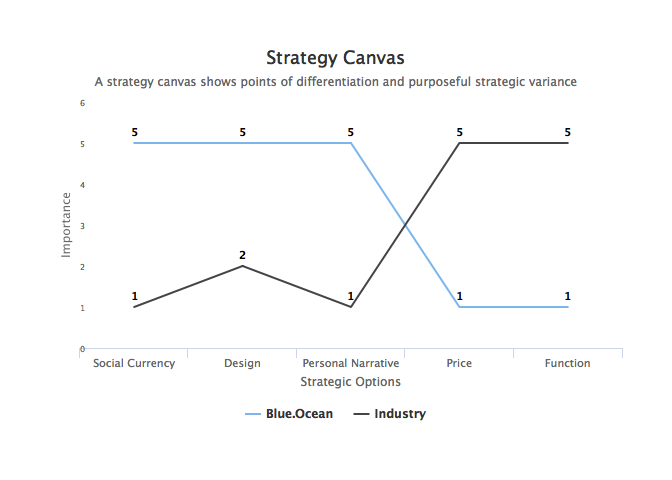 Strategy Canvas
A strategy canvas shows points of differentiation and purposeful strategic variance
6
5
4
3
2
1
0
Importance
5 5 5 5 5
1 2 1 1 1
Social Currency Design Personal Narrative Price Function
Strategic Options
Blue.Ocean Industry